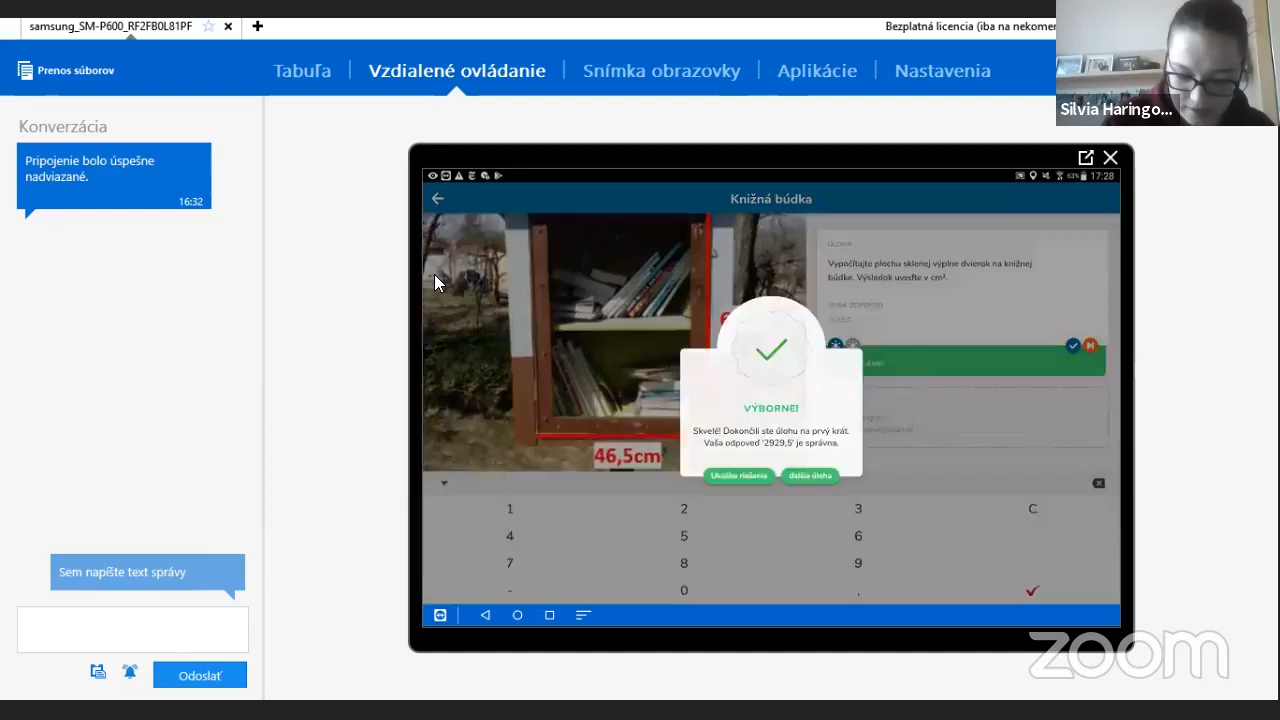 samsung_SM-P600_RF2FB0L81PF
Bezplatná licencia (iba na nekomer
Prenos súborov
Tabuľa
Vzdialené ovládanie
Snímka obrazovky
Aplikácie
Nastavenia
Silvia Haringo...
Konverzácia
Pripojenie bolo úspešne
nadviazané.
16:32
63%
17:28
Knižná búdka
ÚLOHA
Vypočítajte plochu sklenej výplne dvierok na knižnej
búdke. Výsledok uveďte v cm².
VAŠA ODPOVEĎ
46,5cm
VÝBORNE!
Skvelé! Dokončili ste úlohu na prvý krát.
Vaša odpoveď '2929,5' je správna.
Ukážka riešenia
ďalšia úloha
1 2 3 C
4 5 6
7 8 9
- 0 ,
Sem napíšte text správy
Odoslať
zoom